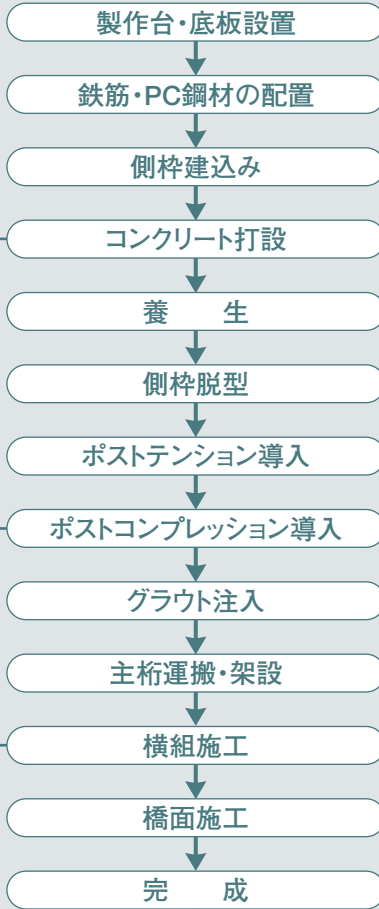 製作台・底板設置
鉄筋・PC鋼材の配置
側枠建込み
コンクリート打設
養　　生
側枠脱型
ポストテンション導入
ポストコンプレッション導入
グラウト注入
主桁運搬・架設
横組施工
橋面施工
完　　成